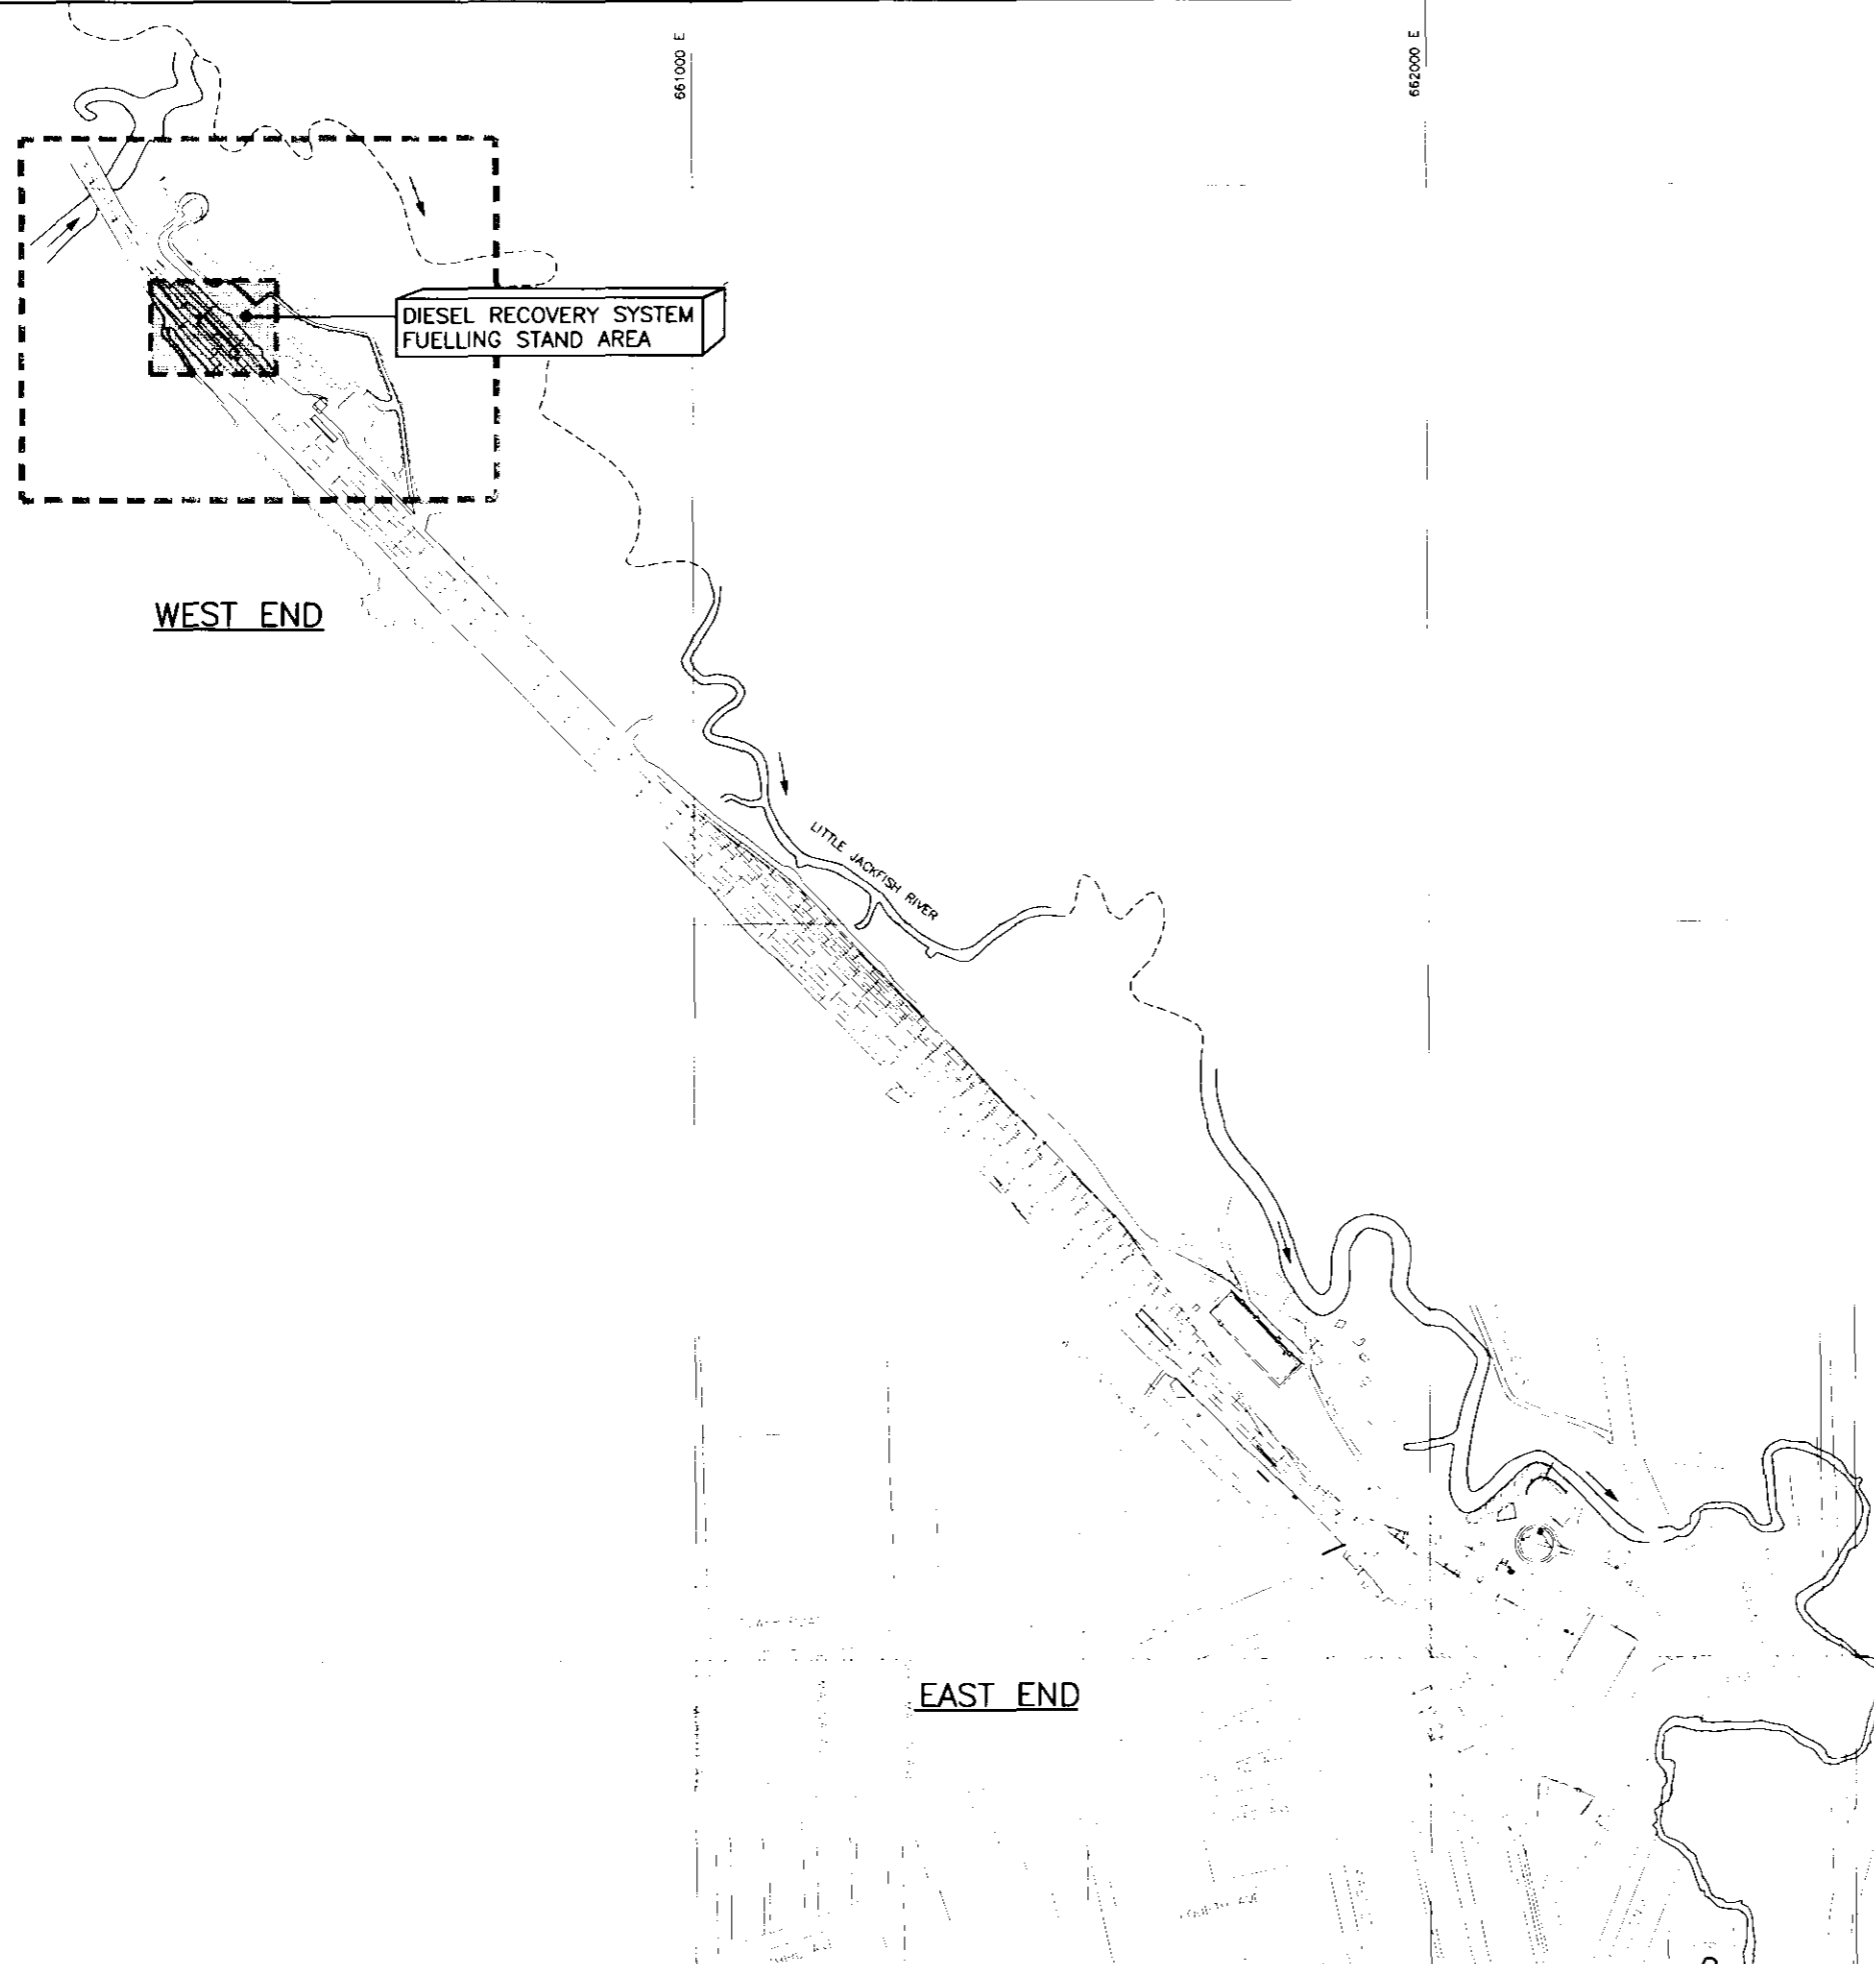 661000 E
662000 E
DIESEL RECOVERY SYSTEM
FUELLING STAND AREA
WEST END
LITTLE JACKFISH RIVER
EAST END